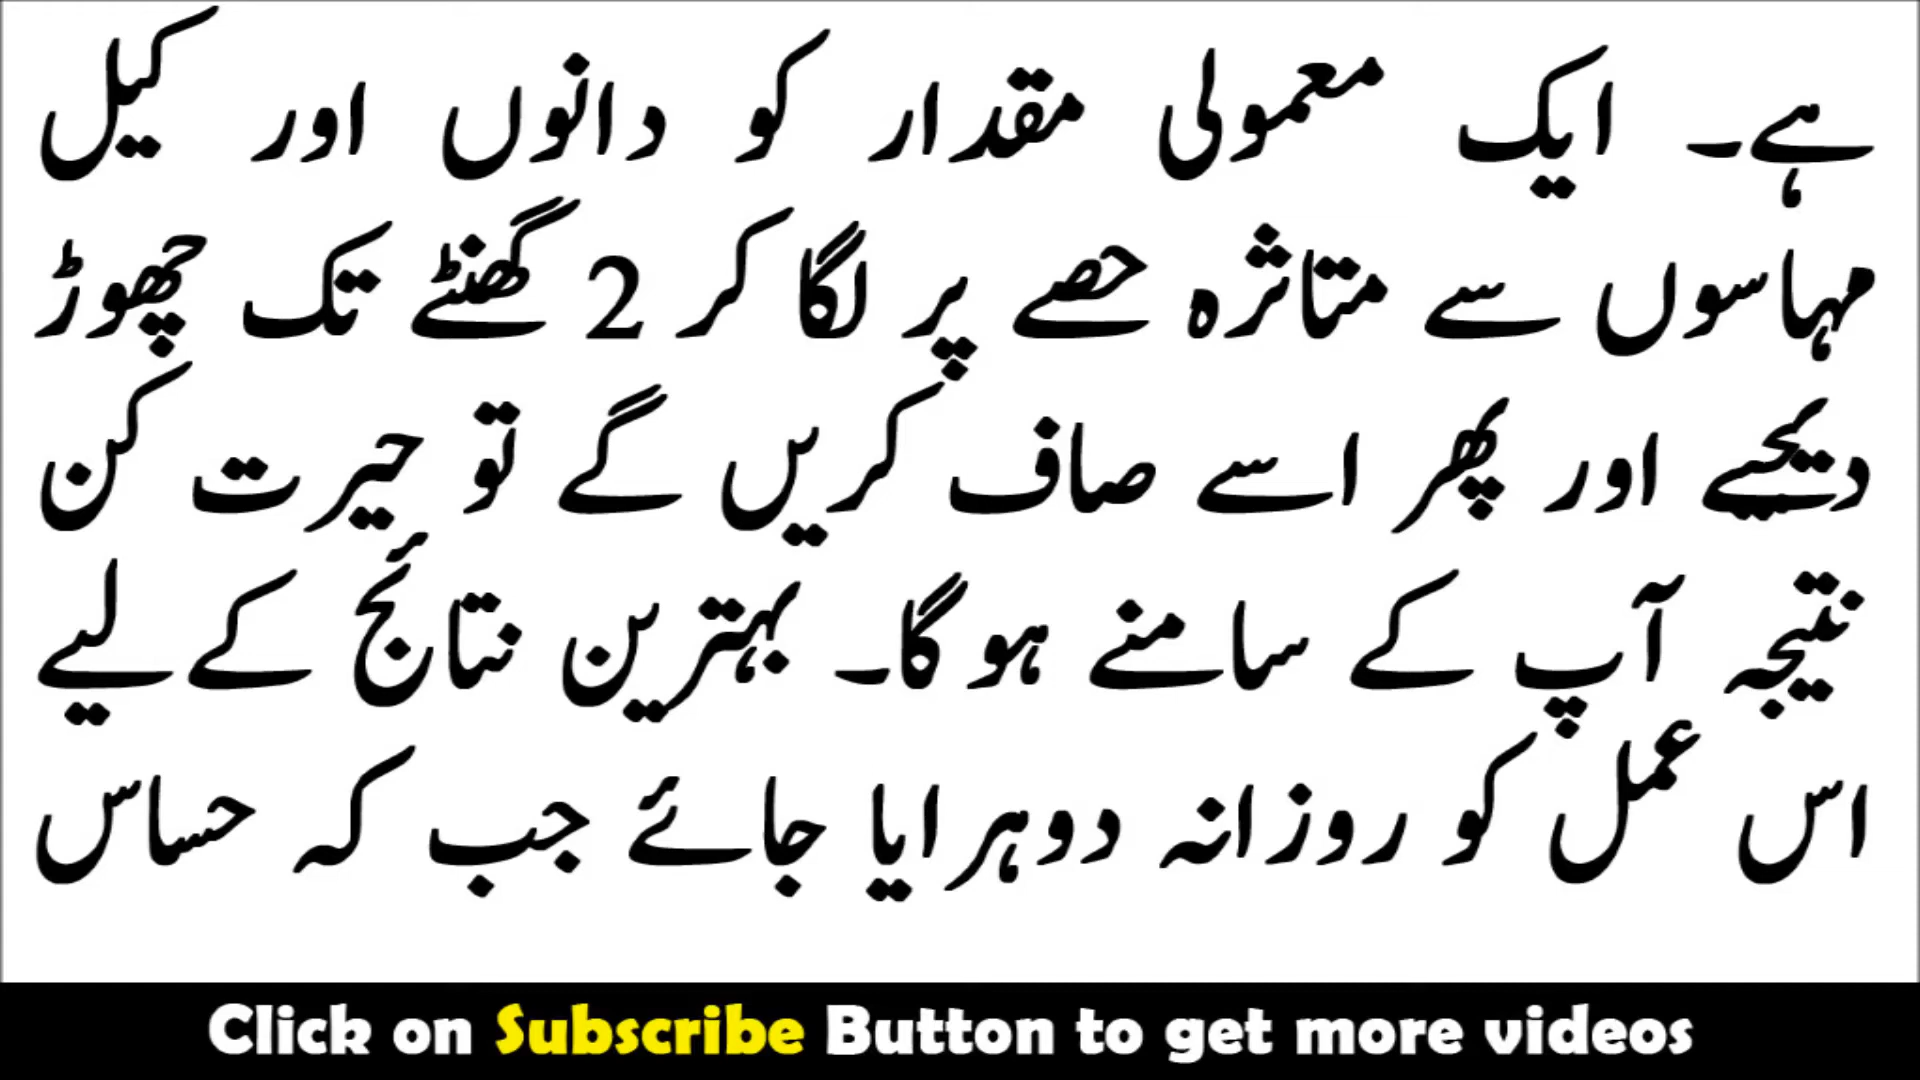 ہے۔ ایک معمولی مقدار کو دانوں اور کیل
مہاسوں سے متاثرہ حصے پر لگا کر 2 گھنٹے تک چھوڑ
دیجیے اور پھر اسے صاف کریں گے تو حیرت کن
نتیجہ آپ کے سامنے ہو گا۔ بہترین نتائج کے لیے
اس عمل کو روزانہ دوہرایا جائے جب کہ حساس
Click on Subscribe Button to get more videos